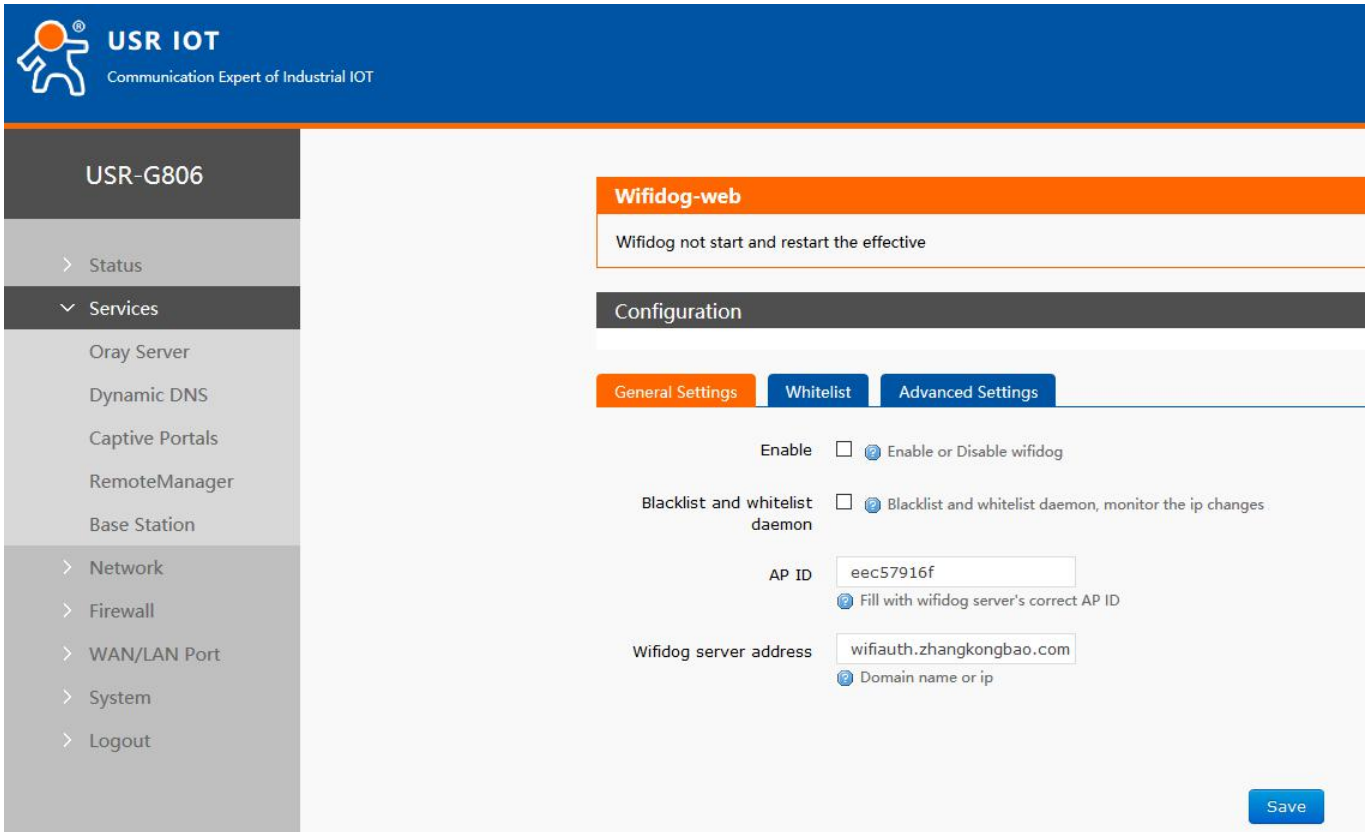 ®
USR IOT
Communication Expert of Industrial IOT
USR-G806
Status
Services
Oray Server
Dynamic DNS
Captive Portals
RemoteManager
Base Station
Network
Firewall
WAN/LAN Port
System
Logout
Wifidog-web
Wifidog not start and restart the effective
Configuration
General Settings Whitelist Advanced Settings
Enable Enable or Disable wifidog
Blacklist and whitelist Blacklist and whitelist daemon, monitor the ip changes
daemon
AP ID eec57916f
Fill with wifidog server's correct AP ID
Wifidog server address wifiauth.zhangkongbao.com
Domain name or ip
Save